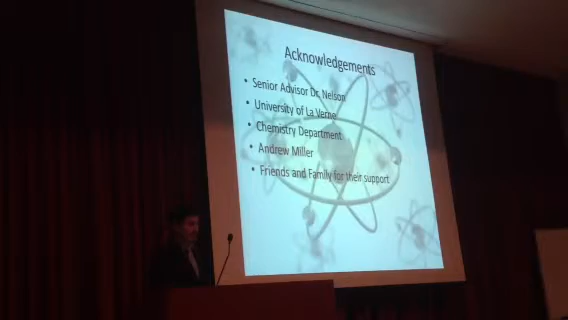 Acknowledgements
• Senior Advisor Dr. Nelson
• University of La Verne
• Chemistry Department
• Andrew Miller
• Friends and Family for their support